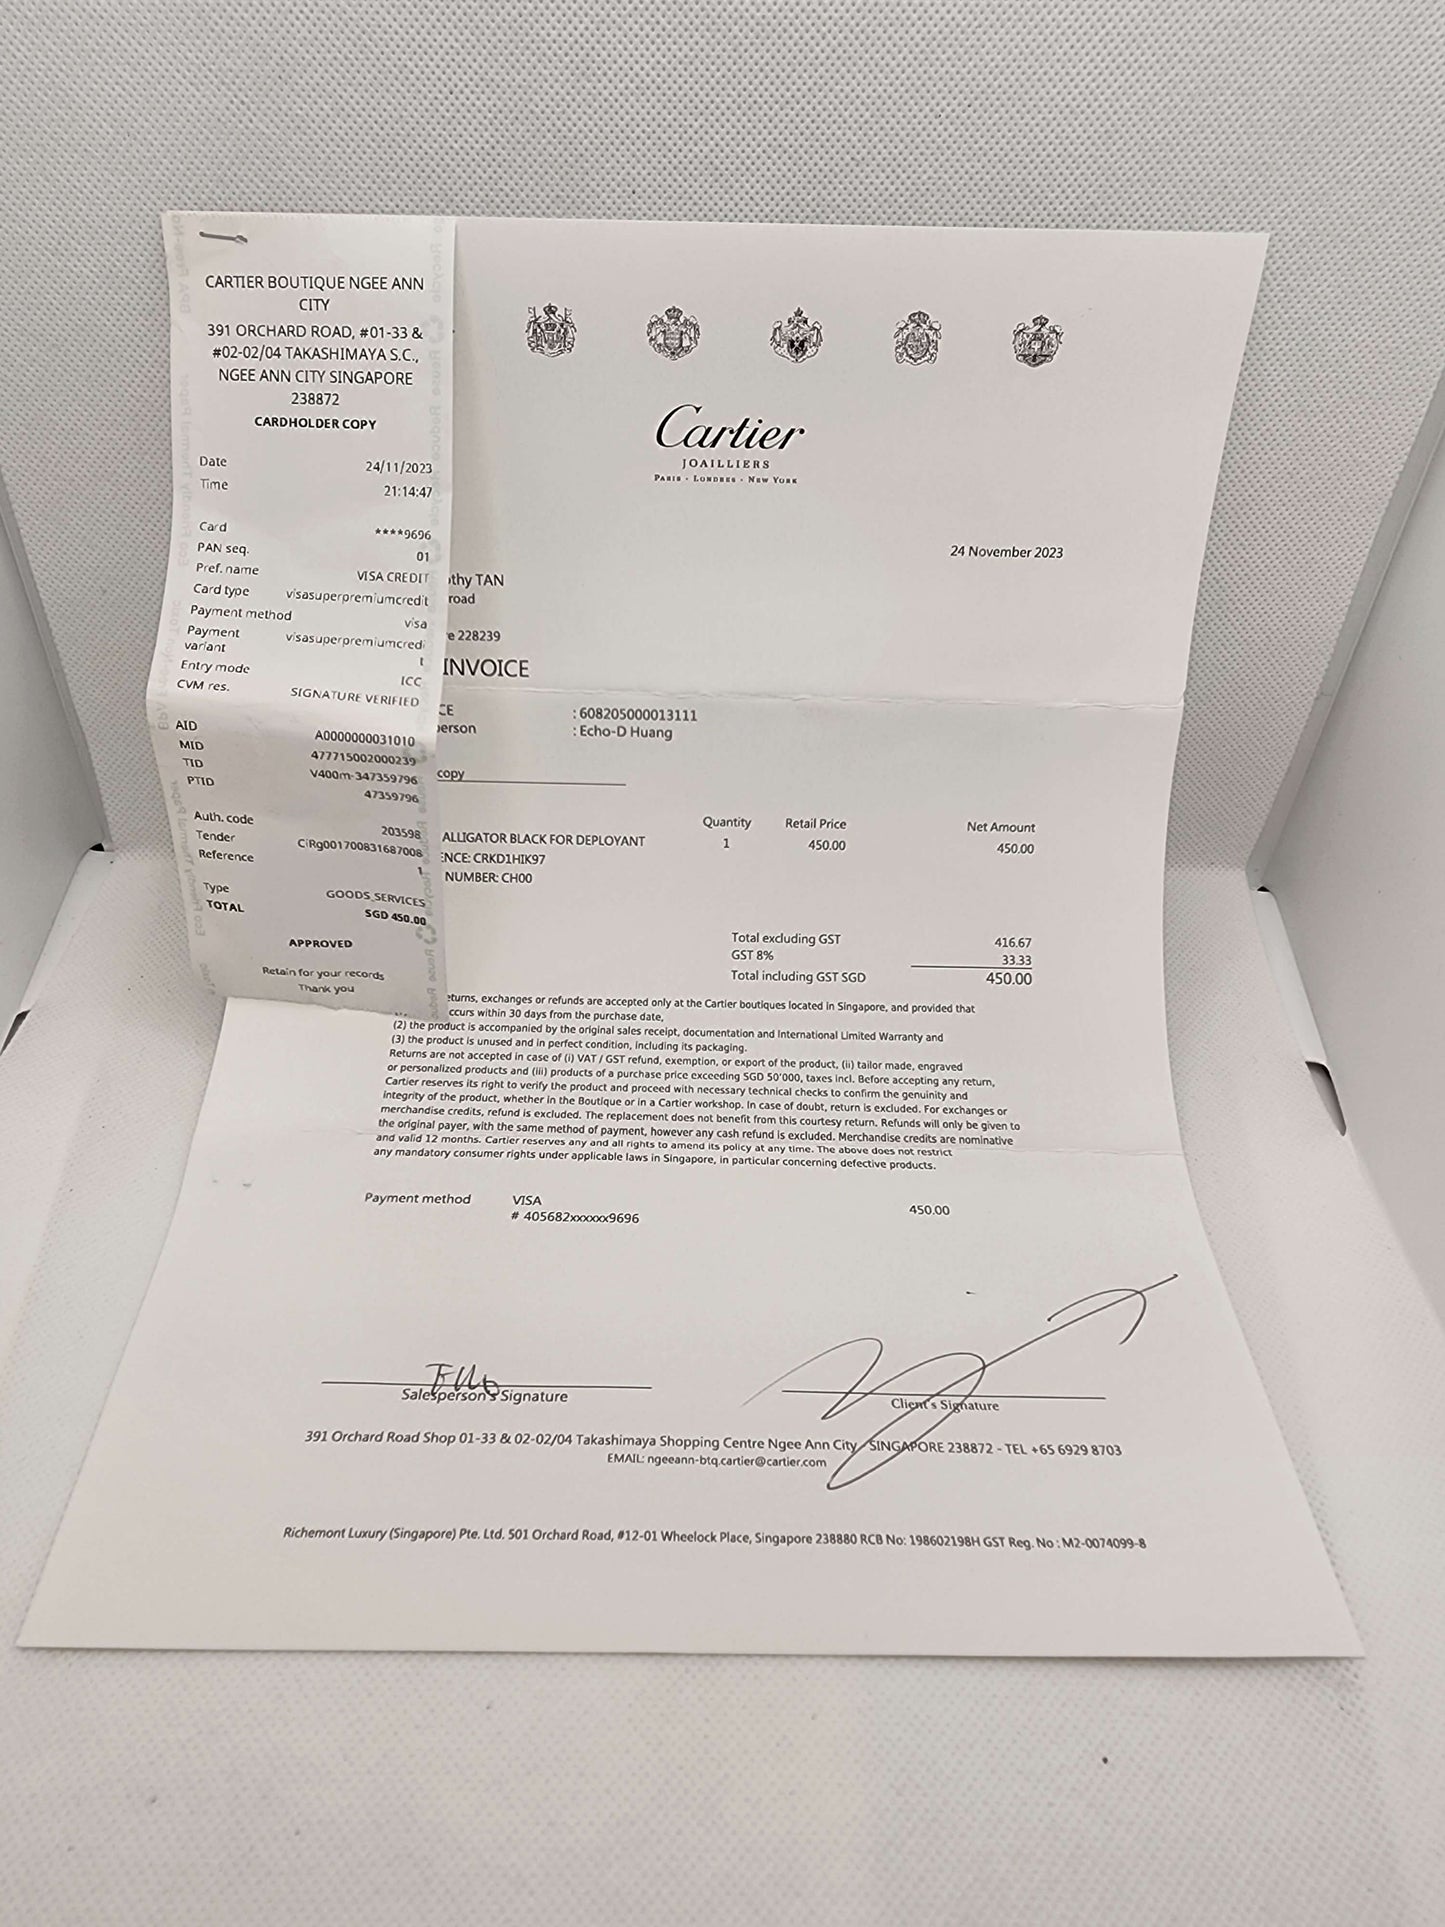 CARTIER BOUTIQUE NGEE ANN
CITY
391 ORCHARD ROAD, #01-33 &
#02-02/04 TAKASHIMAYA S.C.,
NGEE ANN CITY SINGAPORE
238872
CARDHOLDER COPY
Date 24/11/2023
Time 21:14:47
Card ****9696
PAN seq. 01
Pref. name VISA CREDIT
Card type visasuperpremiumcredit
Payment method visa
Payment visasuperpremiumcredi
variant t
Entry mode ICC
CVM res. SIGNATURE VERIFIED
AID A0000000031010
MID 477715002000239
TID V400m-347359796
PTID 47359796
Auth. code 203598
Tender CiRg001700831687008
Reference 1
Type GOODS_SERVICES
TOTAL SGD 450.00
APPROVED
Retain for your records
Thank you
Cartier
JOAILLIERS
PARIS - LONDRES - NEW YORK
24 November 2023
thy TAN
road
e 228239
INVOICE
CE : 608205000013111
erson : Echo-D Huang
copy
Quantity Retail Price Net Amount
ALLIGATOR BLACK FOR DEPLOYANT 1 450.00 450.00
ENCE: CRKD1HIK97
NUMBER: CH00
Total excluding GST 416.67
GST 8% 33.33
Total including GST SGD 450.00
eturns, exchanges or refunds are accepted only at the Cartier boutiques located in Singapore, and provided that
ccurs within 30 days from the purchase date,
(2) the product is accompanied by the original sales receipt, documentation and International Limited Warranty and
(3) the product is unused and in perfect condition, including its packaging.
Returns are not accepted in case of (i) VAT / GST refund, exemption, or export of the product, (ii) tailor made, engraved
or personalized products and (iii) products of a purchase price exceeding SGD 50'000, taxes incl. Before accepting any return,
Cartier reserves its right to verify the product and proceed with necessary technical checks to confirm the genuinity and
integrity of the product, whether in the Boutique or in a Cartier workshop. In case of doubt, return is excluded. For exchanges or
merchandise credits, refund is excluded. The replacement does not benefit from this courtesy return. Refunds will only be given to
the original payer, with the same method of payment, however any cash refund is excluded. Merchandise credits are nominative
and valid 12 months. Cartier reserves any and all rights to amend its policy at any time. The above does not restrict
any mandatory consumer rights under applicable laws in Singapore, in particular concerning defective products.
Payment method VISA 450.00
# 405682xxxxxx9696
Salesperson's Signature
Client's Signature
391 Orchard Road Shop 01-33 & 02-02/04 Takashimaya Shopping Centre Ngee Ann City SINGAPORE 238872 - TEL +65 6929 8703
EMAIL: ngeeann-btq.cartier@cartier.com
Richemont Luxury (Singapore) Pte. Ltd. 501 Orchard Road, #12-01 Wheelock Place, Singapore 238880 RCB No: 198602198H GST Reg. No : M2-0074099-8